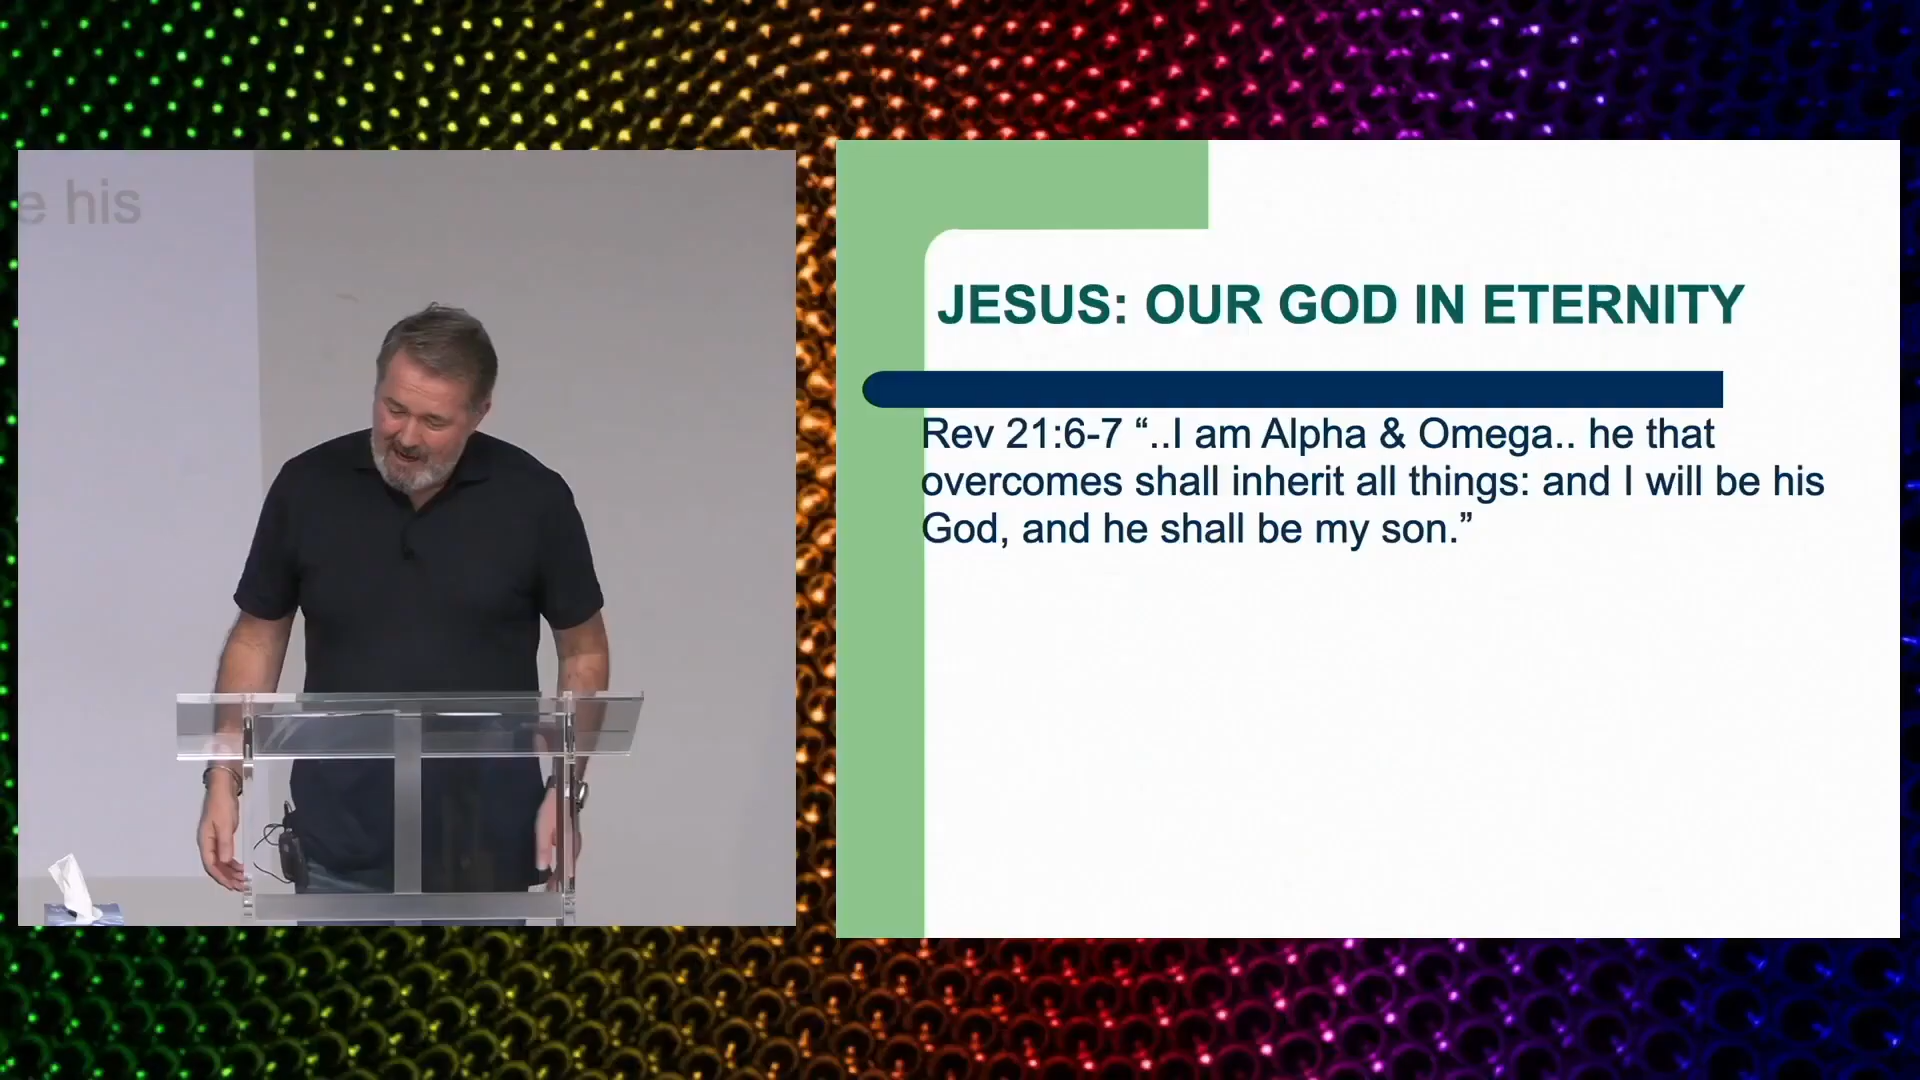 e his
JESUS: OUR GOD IN ETERNITY
Rev 21:6-7 “..I am Alpha & Omega.. he that
overcomes shall inherit all things: and I will be his
God, and he shall be my son.”